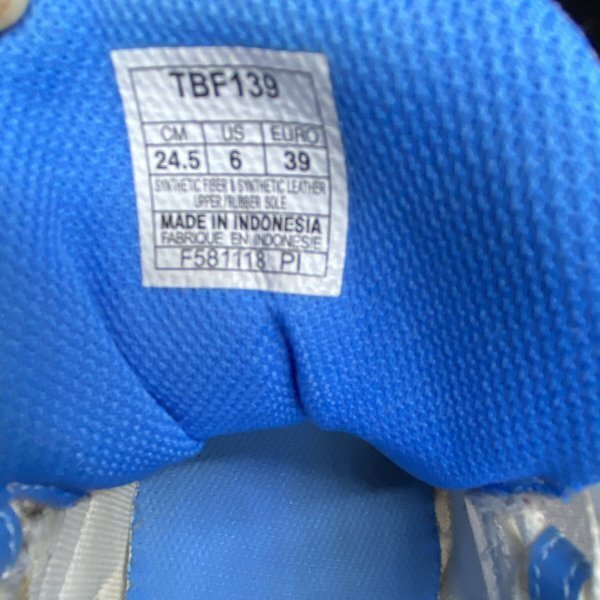 TBF139
CM US EURO
24.5 6 39
SYNTHETIC FIBER & SYNTHETIC LEATHER
UPPER/RUBBER SOLE
MADE IN INDONESIA
FABRIQUE EN INDONESIE
F581118 PI